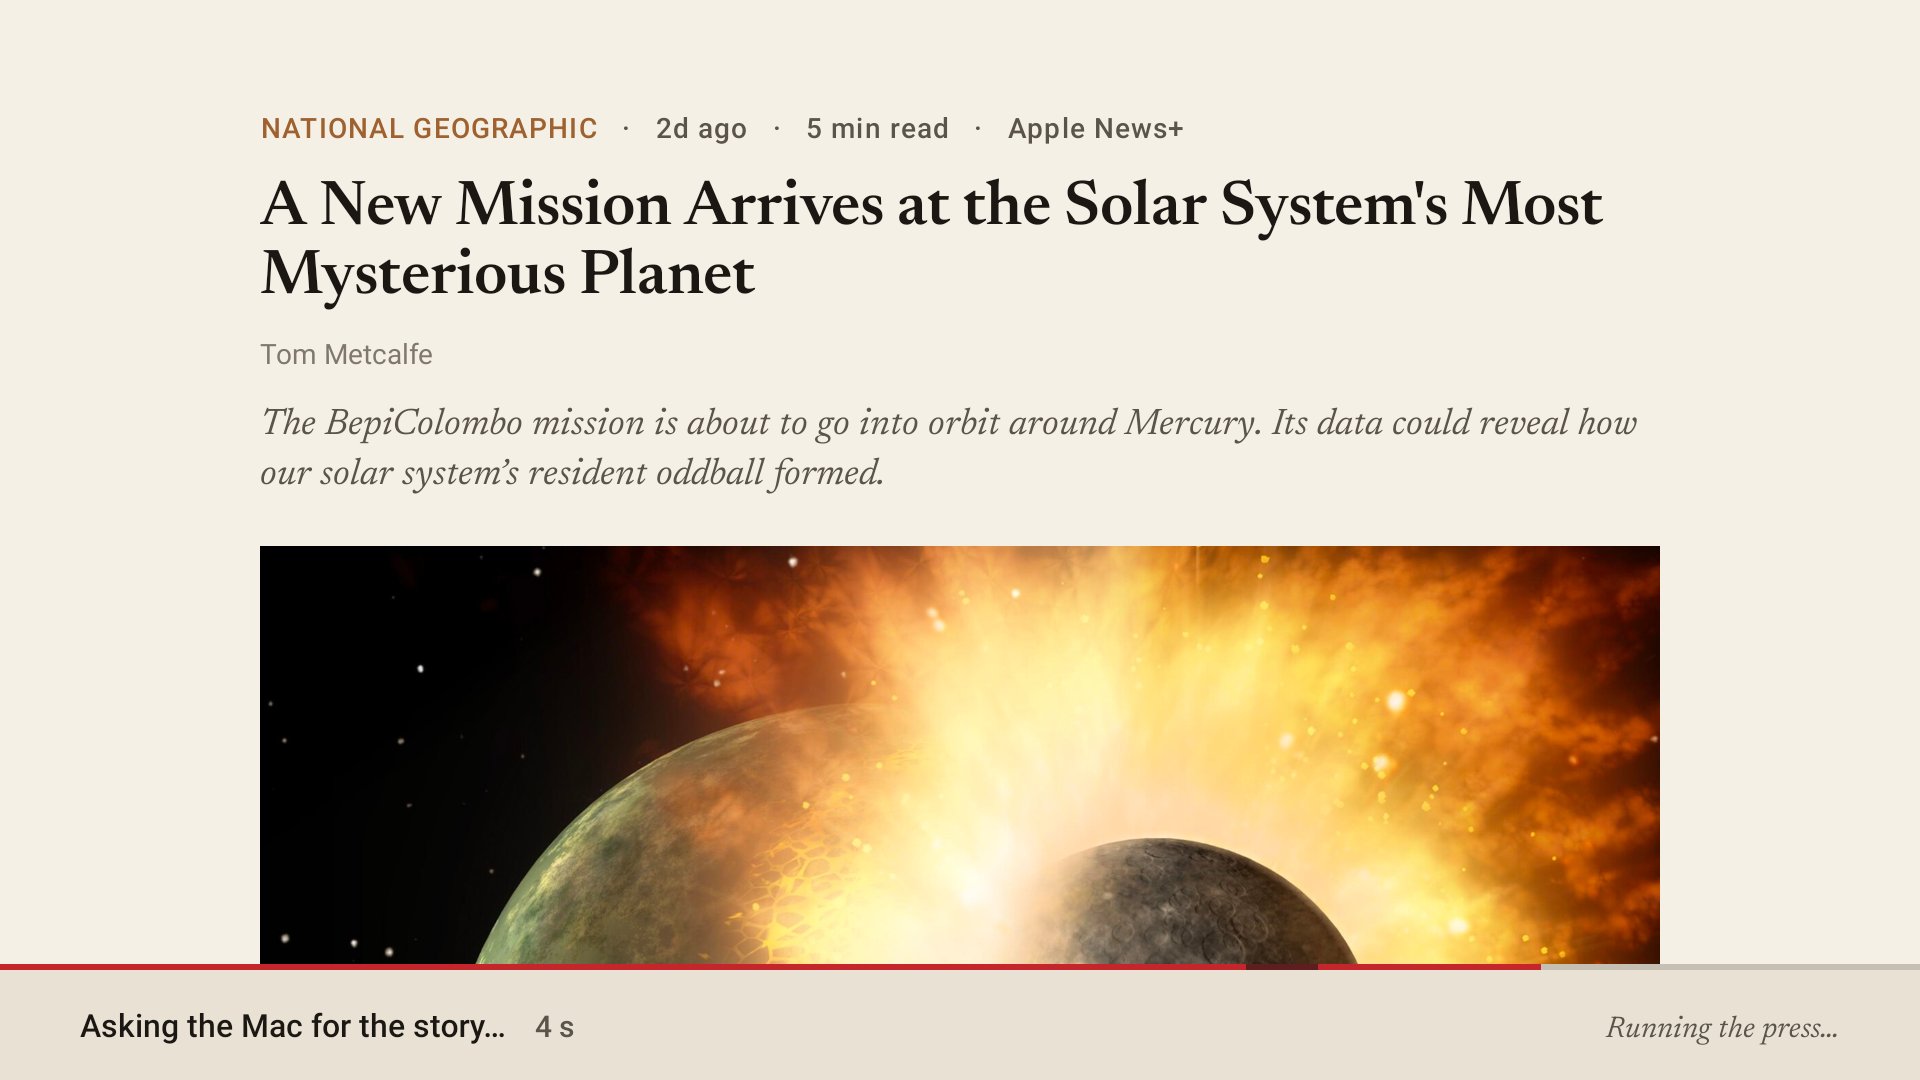 NATIONAL GEOGRAPHIC · 2d ago · 5 min read · Apple News+
A New Mission Arrives at the Solar System's Most
Mysterious Planet
Tom Metcalfe
The BepiColombo mission is about to go into orbit around Mercury. Its data could reveal how
our solar system’s resident oddball formed.
Asking the Mac for the story… 4 s
Running the press…